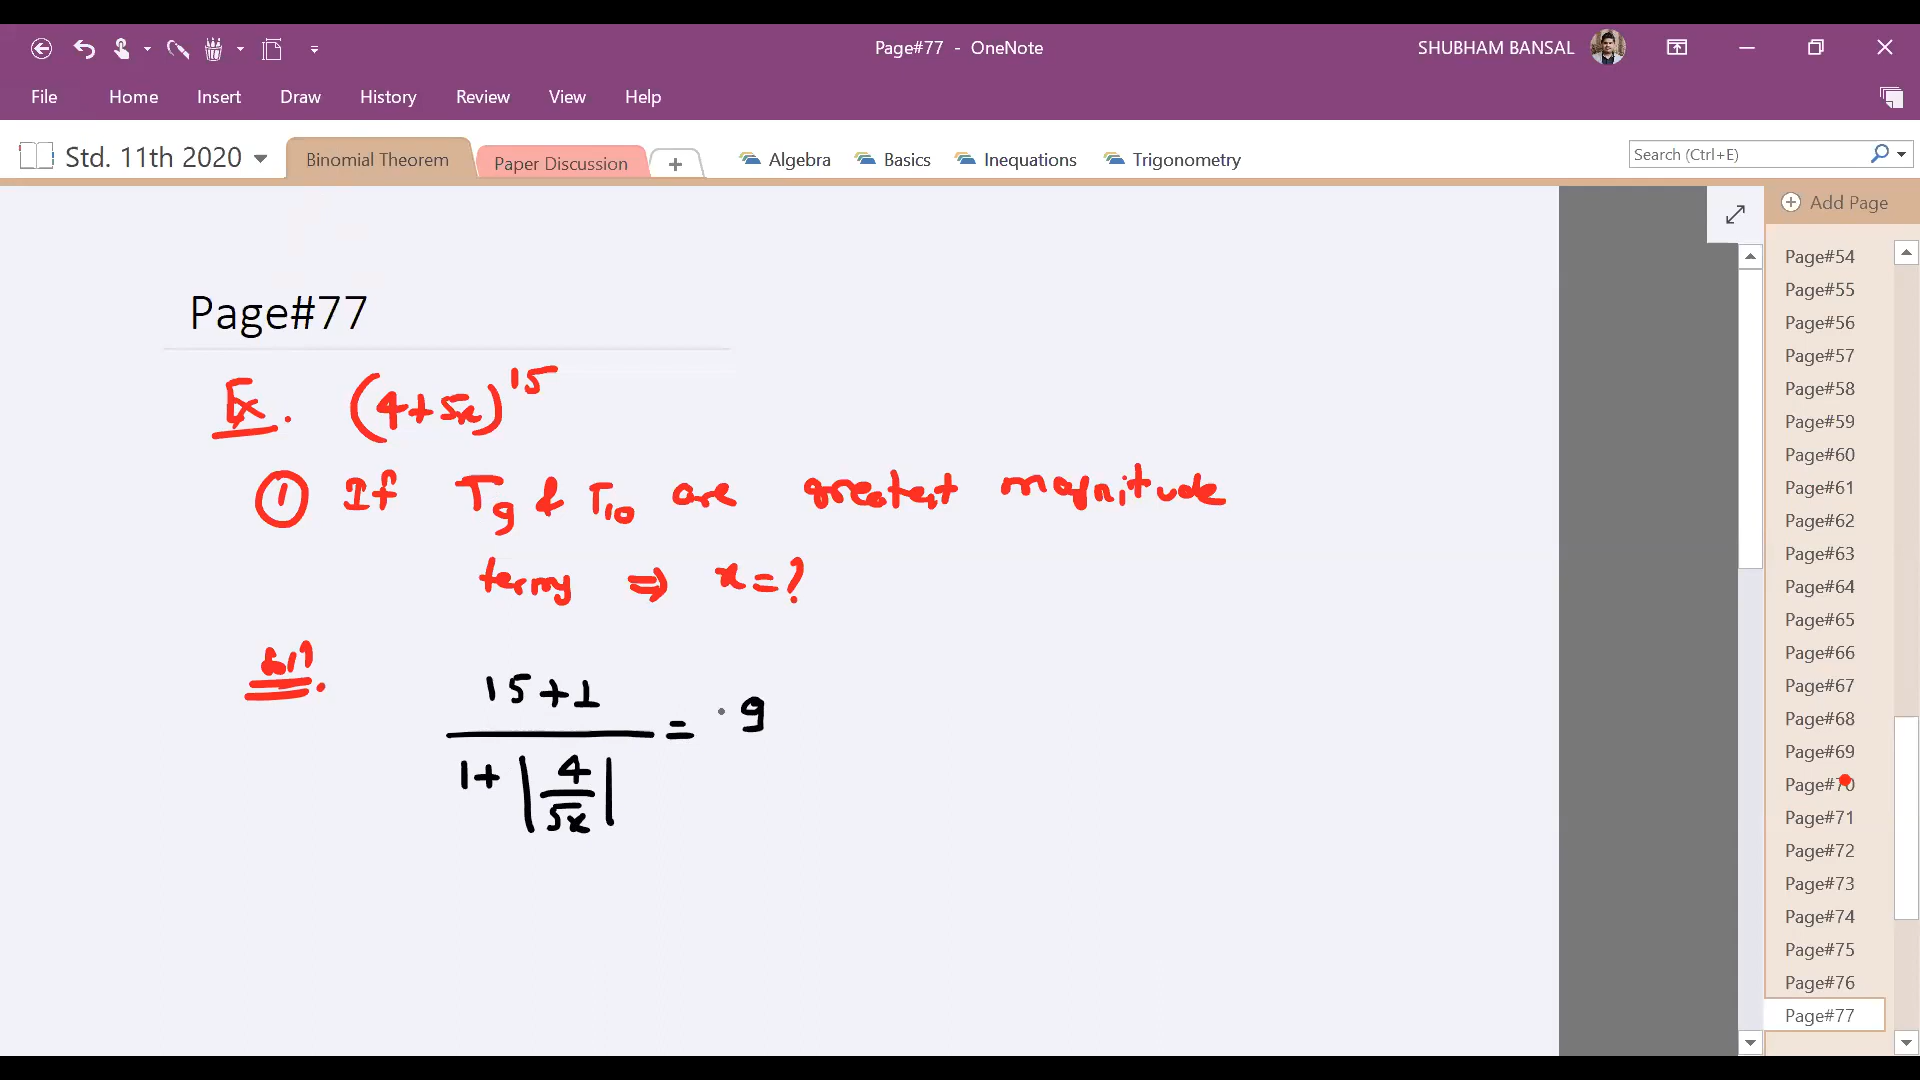 Page#77 - OneNote SHUBHAM BANSAL
File Home Insert Draw History Review View Help
Std. 11th 2020 Binomial Theorem Paper Discussion + Algebra Basics Inequations Trigonometry Search (Ctrl+E)
Add Page
Page#54
Page#55
Page#56
Page#57
Page#58
Page#59
Page#60
Page#61
Page#62
Page#63
Page#64
Page#65
Page#66
Page#67
Page#68
Page#69
Page#70
Page#71
Page#72
Page#73
Page#74
Page#75
Page#76
Page#77
Page#77
Ex. (4+5x)^15
① If T9 & T10 are greatest magnitude
terms ⇒ x=?
Sol?.
15+1
= 9
1+ |4/5x|